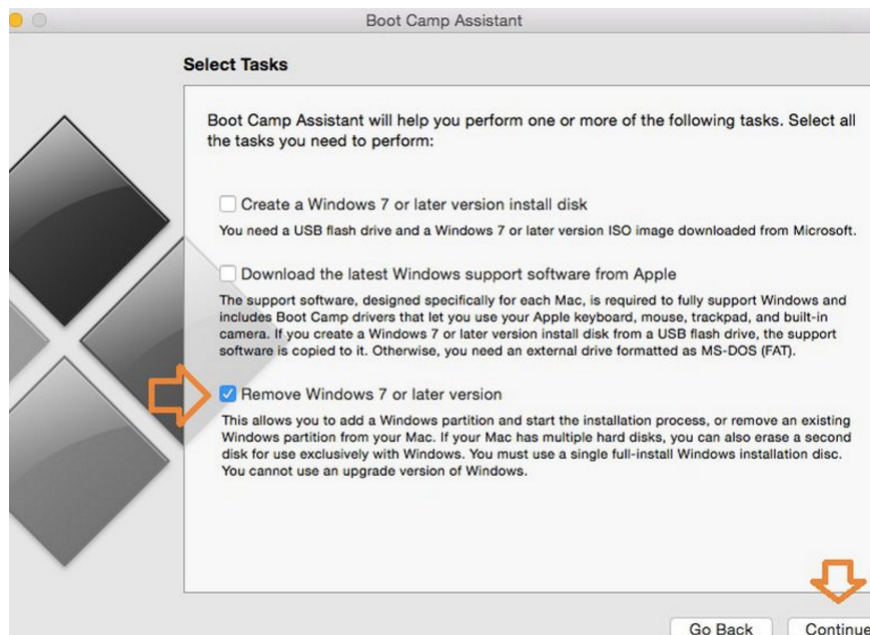 Boot Camp Assistant
Select Tasks
Boot Camp Assistant will help you perform one or more of the following tasks. Select all
the tasks you need to perform:
Create a Windows 7 or later version install disk
You need a USB flash drive and a Windows 7 or later version ISO image downloaded from Microsoft.
Download the latest Windows support software from Apple
The support software, designed specifically for each Mac, is required to fully support Windows and
includes Boot Camp drivers that let you use your Apple keyboard, mouse, trackpad, and built-in
camera. If you create a Windows 7 or later version install disk from a USB flash drive, the support
software is copied to it. Otherwise, you need an external drive formatted as MS-DOS (FAT).
Remove Windows 7 or later version
This allows you to add a Windows partition and start the installation process, or remove an existing
Windows partition from your Mac. If your Mac has multiple hard disks, you can also erase a second
disk for use exclusively with Windows. You must use a single full-install Windows installation disc.
You cannot use an upgrade version of Windows.
Go Back
Continue